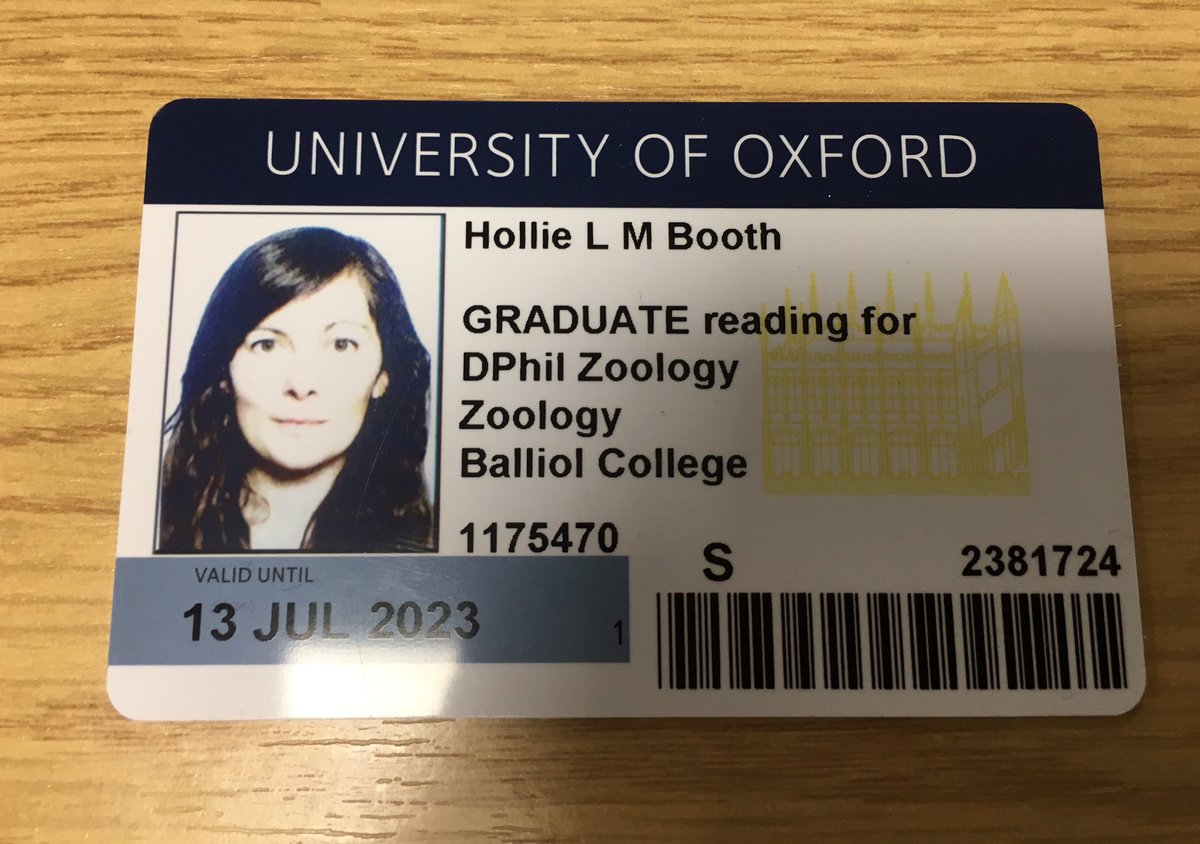 UNIVERSITY OF OXFORD
Hollie L M Booth
GRADUATE reading for
DPhil Zoology
Zoology
Balliol College
1175470
VALID UNTIL
13 JUL 2023
1
S
2381724